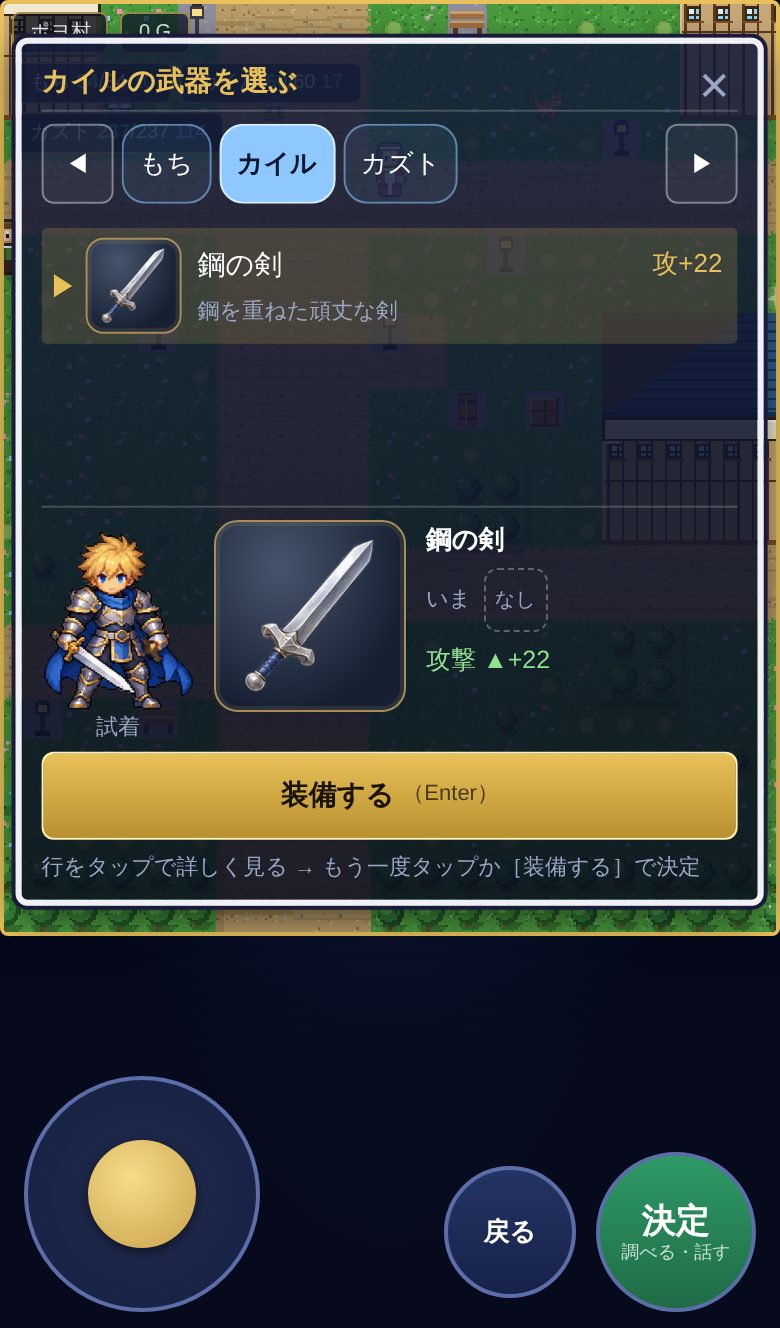 ポヨ村 0 G
カイルの武器を選ぶ ✕
◀ もち カイル カズト ▶
▶ 鋼の剣 攻+22
鋼を重ねた頑丈な剣
鋼の剣
いま なし
攻撃 ▲+22
試着
装備する （Enter）
行をタップで詳しく見る → もう一度タップか［装備する］で決定
戻る
決定
調べる・話す